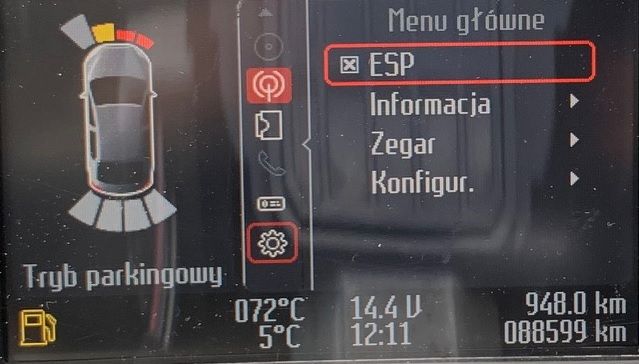 Menu główne
ESP
Informacja
Zegar
Konfigur.
Tryb parkingowy
072°C 14.4 V 948.0 km
5°C 12:11 088599 km